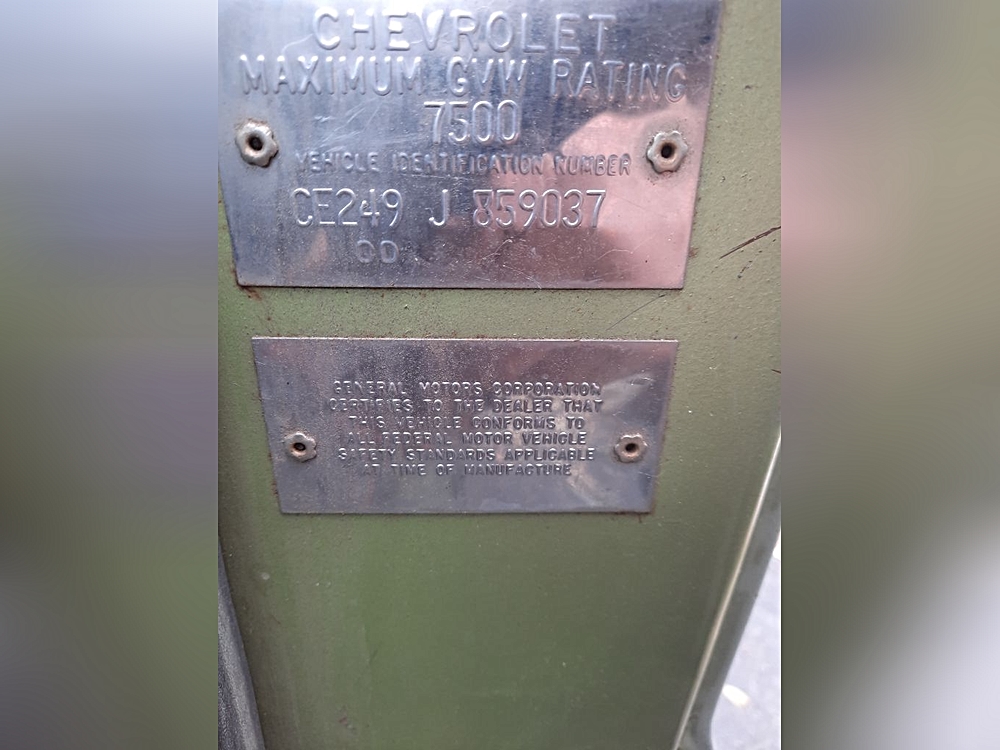 CHEVROLET
MAXIMUM GVW RATING
7500
VEHICLE IDENTIFICATION NUMBER
CE249 J 859037
OD
GENERAL MOTORS CORPORATION
CERTIFIES TO THE DEALER THAT
THIS VEHICLE CONFORMS TO
ALL FEDERAL MOTOR VEHICLE
SAFETY STANDARDS APPLICABLE
AT TIME OF MANUFACTURE